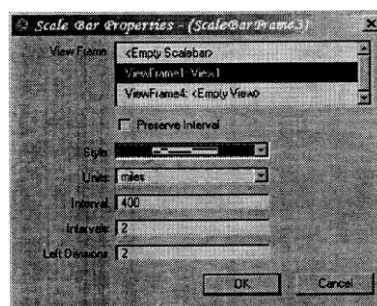 Scale Bar Properties - (ScaleBarFrame3)
View Frame: <Empty Scalebar>
ViewFrame1: View1
ViewFrame4: <Empty View>
Preserve Interval
Style:
Units: miles
Interval: 400
Intervals: 2
Left Divisions: 2
OK Cancel